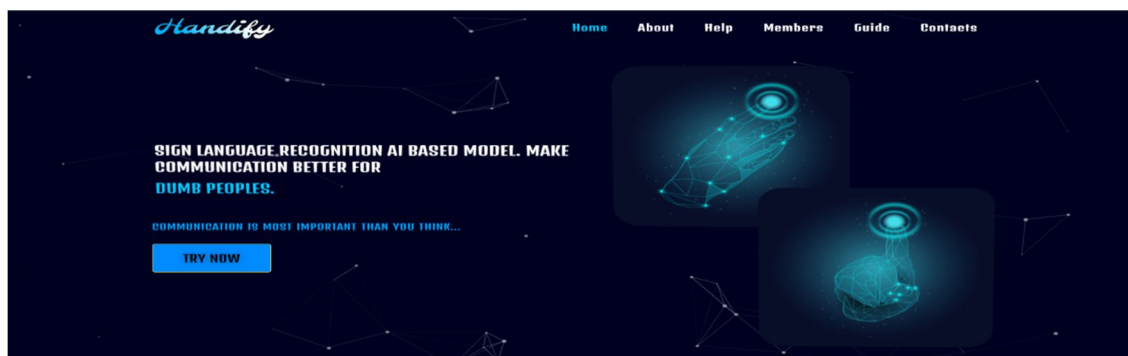 Handify
Home About Help Members Guide Contacts
SIGN LANGUAGE RECOGNITION AI BASED MODEL. MAKE
COMMUNICATION BETTER FOR
DUMB PEOPLES.
COMMUNICATION IS MOST IMPORTANT THAN YOU THINK...
TRY NOW